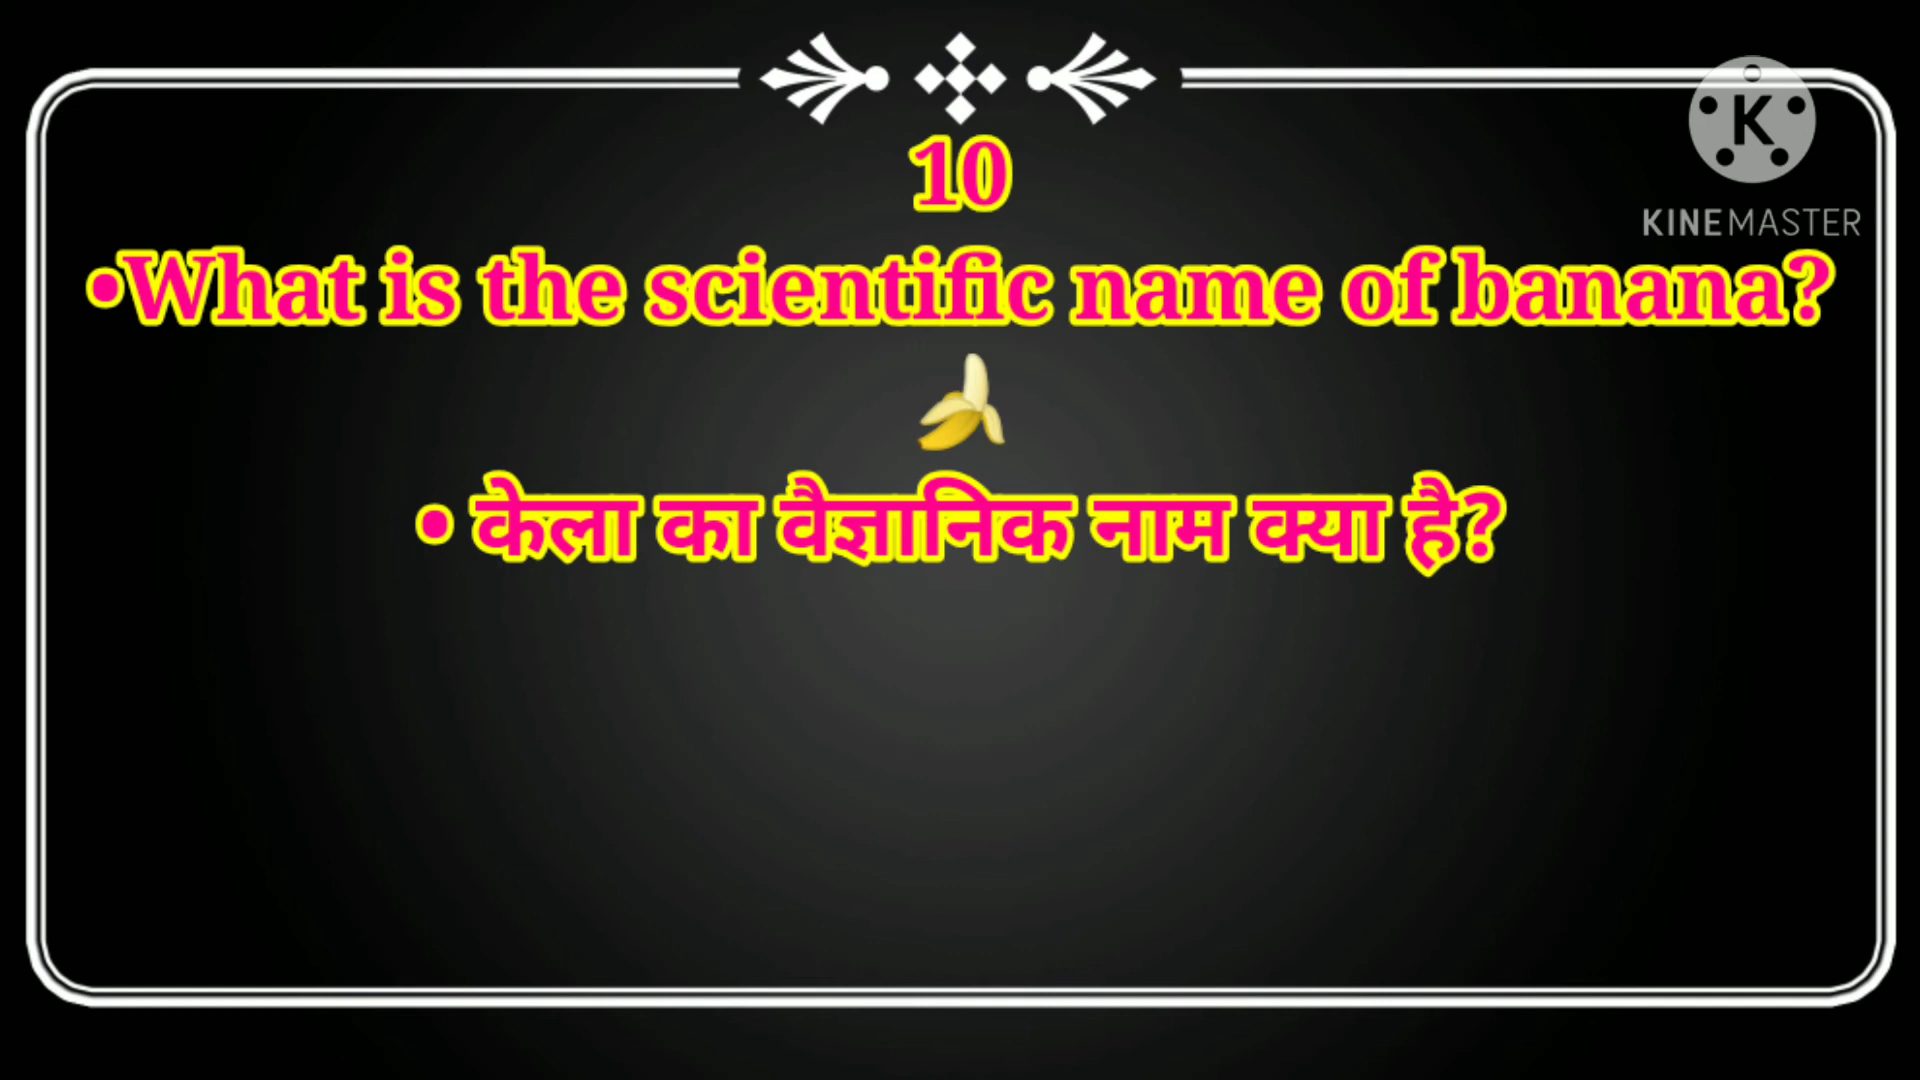 10
•What is the scientific name of banana?
🍌
• केला का वैज्ञानिक नाम क्या है?
K
KINEMASTER